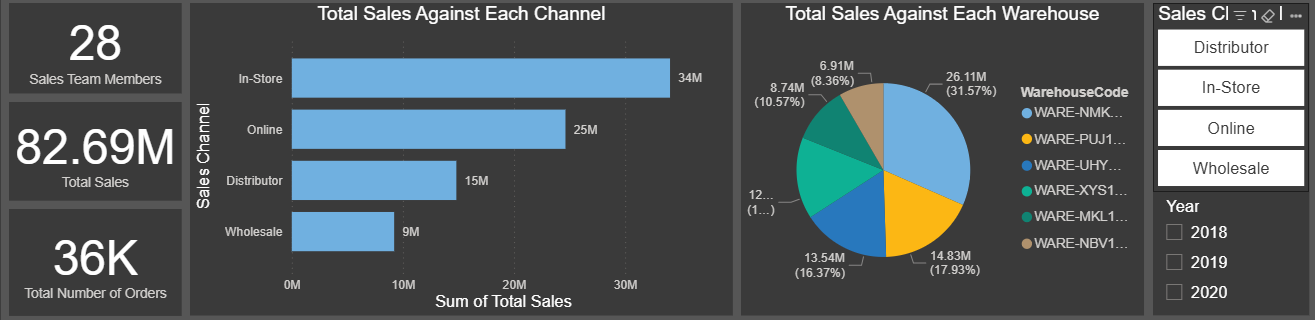 28
Sales Team Members
82.69M
Total Sales
36K
Total Number of Orders
Total Sales Against Each Channel
Sales Channel
In-Store
34M
Online
25M
Distributor
15M
Wholesale
9M
0M
10M
20M
30M
Sum of Total Sales
Total Sales Against Each Warehouse
6.91M
(8.36%)
26.11M
(31.57%)
8.74M
(10.57%)
12...
(1...)
13.54M
(16.37%)
14.83M
(17.93%)
WarehouseCode
WARE-NMK...
WARE-PUJ1...
WARE-UHY...
WARE-XYS1...
WARE-MKL1...
WARE-NBV1...
Sales
Distributor
In-Store
Online
Wholesale
Year
2018
2019
2020